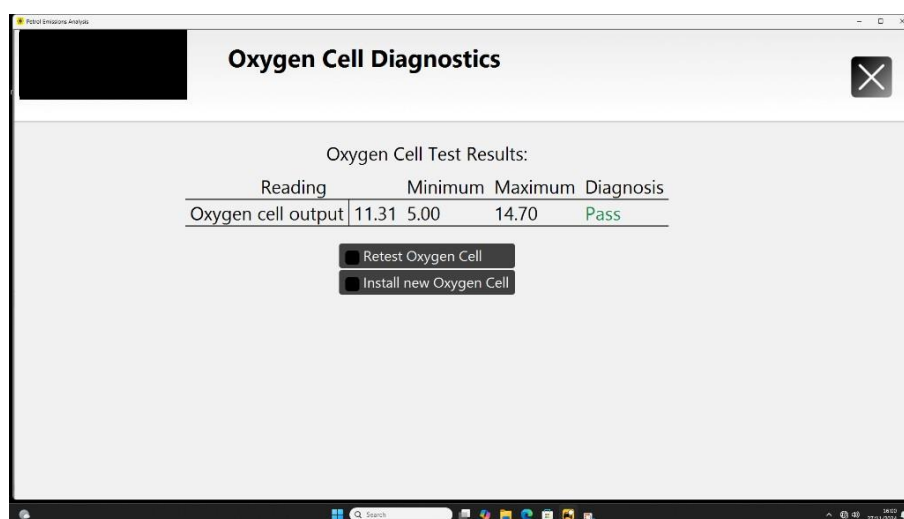 Petrol Emissions Analysis
Oxygen Cell Diagnostics
Oxygen Cell Test Results:
Reading Minimum Maximum Diagnosis
Oxygen cell output 11.31 5.00 14.70 Pass
Retest Oxygen Cell
Install new Oxygen Cell
Search